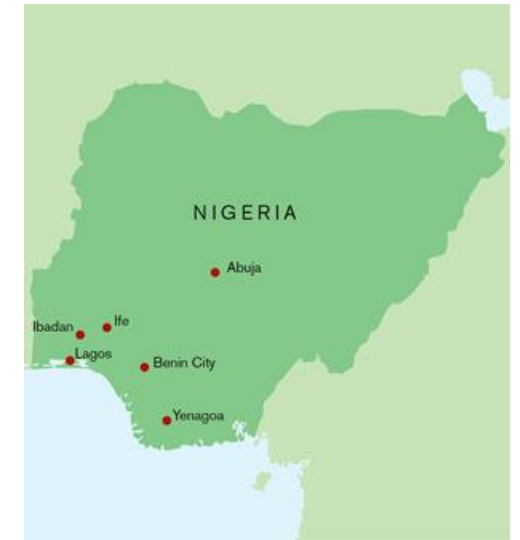 NIGERIA
Abuja
Ife
Ibadan
Lagos
Benin City
Yenagoa